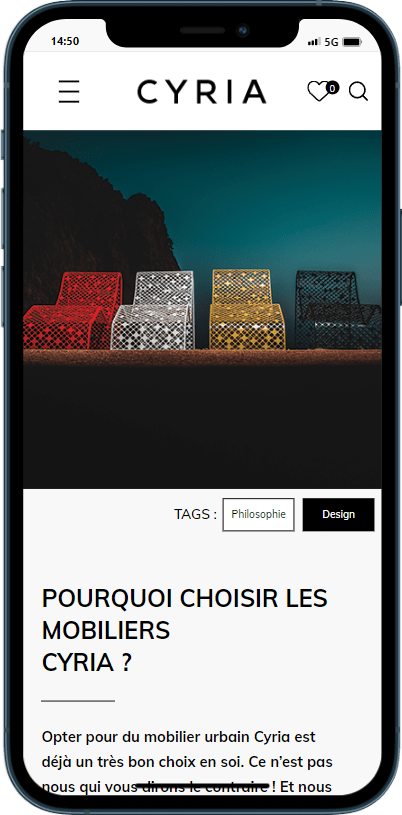 14:50
5G
CYRIA
0
TAGS :
Philosophie
Design
POURQUOI CHOISIR LES
MOBILIERS
CYRIA ?
Opter pour du mobilier urbain Cyria est
déjà un très bon choix en soi. Ce n’est pas
nous qui vous dirons le contraire ! Et nous